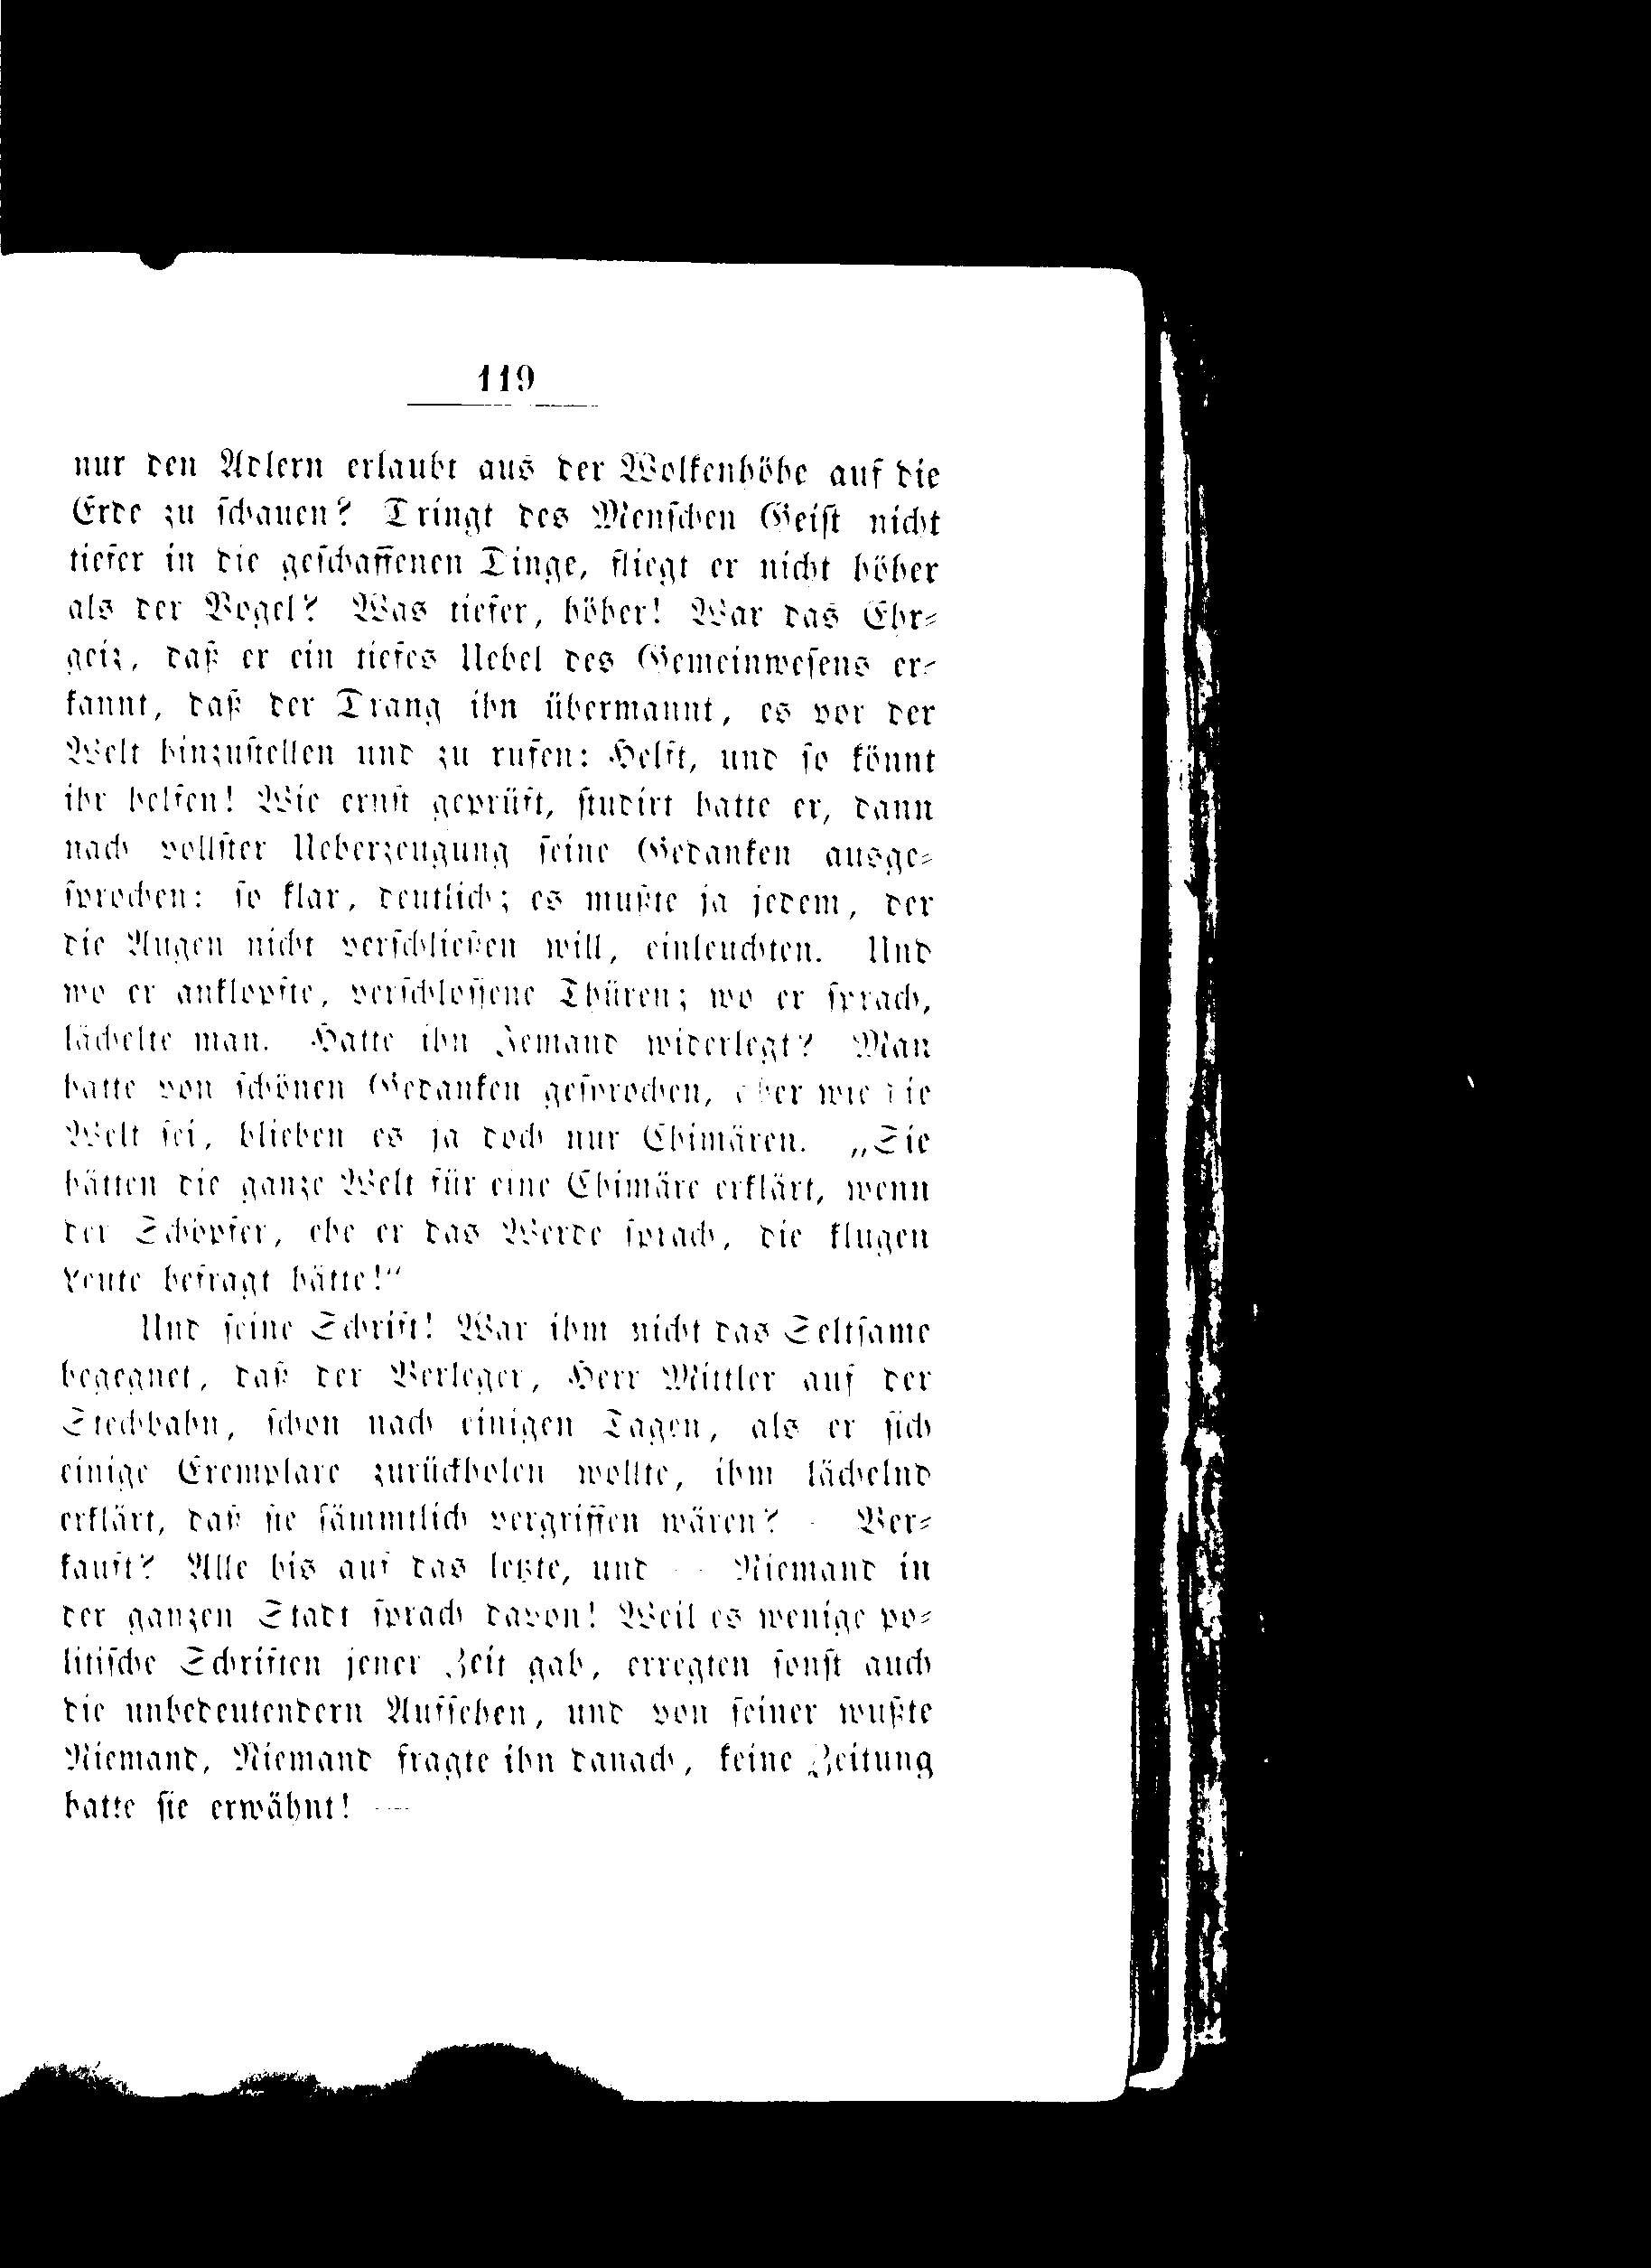 119
nur den Adlern erlaubt aus der Wolkenhöhe auf die
Erde zu ſchauen? Dringt des Menſchen Geiſt nicht
tiefer in die geſchaffenen Dinge, fliegt er nicht höher
als der Vogel? Was tiefer, höher! War das Ehr⸗
geiz, daß er ein tiefes Uebel des Gemeinweſens er⸗
kannt, daß der Drang ihn übermannt, es vor der
Welt hinzuſtellen und zu rufen: Helft, und ſo könnt
ihr helfen! Wie ernſt geprüft, ſtudirt hatte er, dann
nach vollſter Ueberzeugung ſeine Gedanken ausge⸗
ſprochen: ſo klar, deutlich; es mußte ja jedem, der
die Augen nicht verſchließen will, einleuchten. Und
wo er anklopfte, verſchloſſene Thüren; wo er ſprach,
lächelte man. Hatte ihn Jemand widerlegt? Man
hatte von ſchönen Gedanken geſprochen, aber wie die
Welt ſei, blieben es ja doch nur Chimären. „Sie
hätten die ganze Welt für eine Chimäre erklärt, wenn
der Schöpfer, ehe er das Werde ſprach, die klugen
Leute befragt hätte!“
Und ſeine Schrift! War ihm nicht das Seltſame
begegnet, daß der Verleger, Herr Mittler auf der
Stechbahn, ſchon nach einigen Tagen, als er ſich
einige Exemplare zurückholen wollte, ihm lächelnd
erklärt, daß ſie ſämmtlich vergriffen wären? — Ver⸗
kauft? Alle bis auf das letzte, und — Niemand in
der ganzen Stadt ſprach davon! Weil es wenige po⸗
litiſche Schriften jener Zeit gab, erregten ſonſt auch
die unbedeutendern Aufſehen, und von ſeiner wußte
Niemand, Niemand fragte ihn danach, keine Zeitung
hatte ſie erwähnt! —